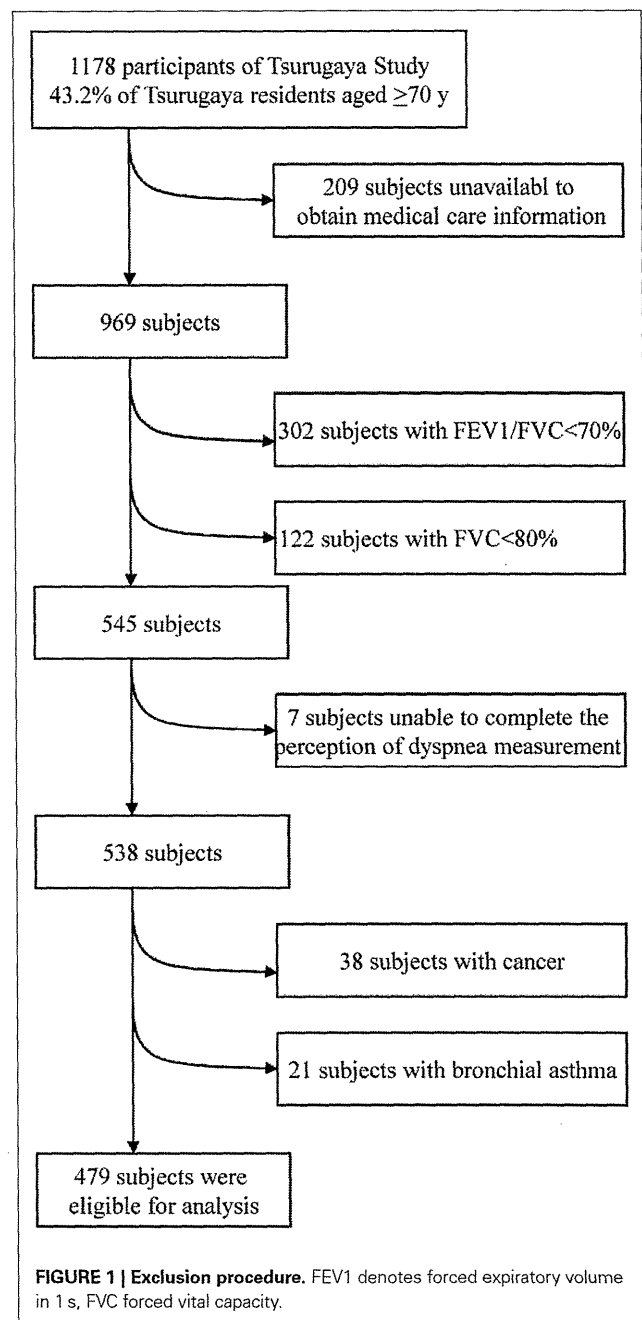 1178 participants of Tsurugaya Study
43.2% of Tsurugaya residents aged ≥70 y
209 subjects unavailabl to
obtain medical care information
969 subjects
302 subjects with FEV1/FVC<70%
122 subjects with FVC<80%
545 subjects
7 subjects unable to complete the
perception of dyspnea measurement
538 subjects
38 subjects with cancer
21 subjects with bronchial asthma
479 subjects were
eligible for analysis
FIGURE 1 | Exclusion procedure. FEV1 denotes forced expiratory volume
in 1 s, FVC forced vital capacity.